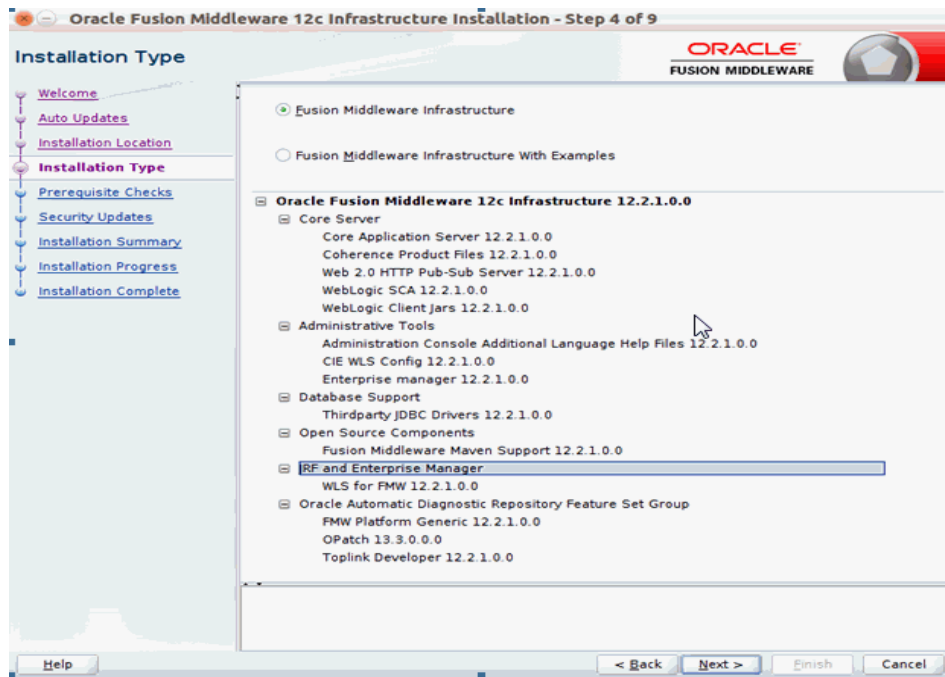 Oracle Fusion Middleware 12c Infrastructure Installation - Step 4 of 9
Installation Type
ORACLE
FUSION MIDDLEWARE
Welcome
Auto Updates
Installation Location
Installation Type
Prerequisite Checks
Security Updates
Installation Summary
Installation Progress
Installation Complete
Fusion Middleware Infrastructure
Fusion Middleware Infrastructure With Examples
Oracle Fusion Middleware 12c Infrastructure 12.2.1.0.0
Core Server
Core Application Server 12.2.1.0.0
Coherence Product Files 12.2.1.0.0
Web 2.0 HTTP Pub-Sub Server 12.2.1.0.0
WebLogic SCA 12.2.1.0.0
WebLogic Client Jars 12.2.1.0.0
Administrative Tools
Administration Console Additional Language Help Files 12.2.1.0.0
CIE WLS Config 12.2.1.0.0
Enterprise manager 12.2.1.0.0
Database Support
Thirdparty JDBC Drivers 12.2.1.0.0
Open Source Components
Fusion Middleware Maven Support 12.2.1.0.0
RF and Enterprise Manager
WLS for FMW 12.2.1.0.0
Oracle Automatic Diagnostic Repository Feature Set Group
FMW Platform Generic 12.2.1.0.0
OPatch 13.3.0.0.0
Toplink Developer 12.2.1.0.0
Help
< Back
Next >
Finish
Cancel